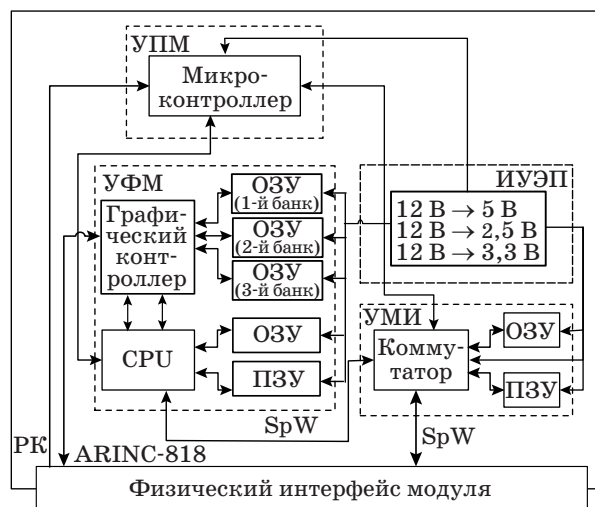 УПМ
Микро-
контроллер
УФМ
Графи-
ческий
конт-
роллер
ОЗУ
(1-й банк)
ОЗУ
(2-й банк)
ОЗУ
(3-й банк)
CPU
ОЗУ
ПЗУ
ИУЭП
12 В → 5 В
12 В → 2,5 В
12 В → 3,3 В
УМИ
Комму-
татор
ОЗУ
ПЗУ
SpW
SpW
РК
ARINC-818
Физический интерфейс модуля